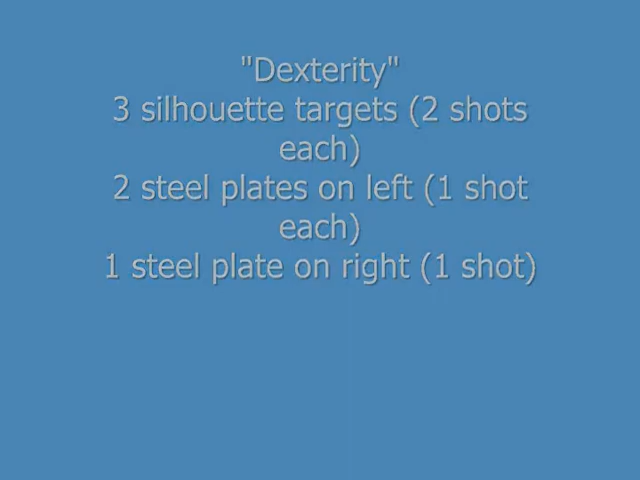 "Dexterity"
3 silhouette targets (2 shots
each)
2 steel plates on left (1 shot
each)
1 steel plate on right (1 shot)